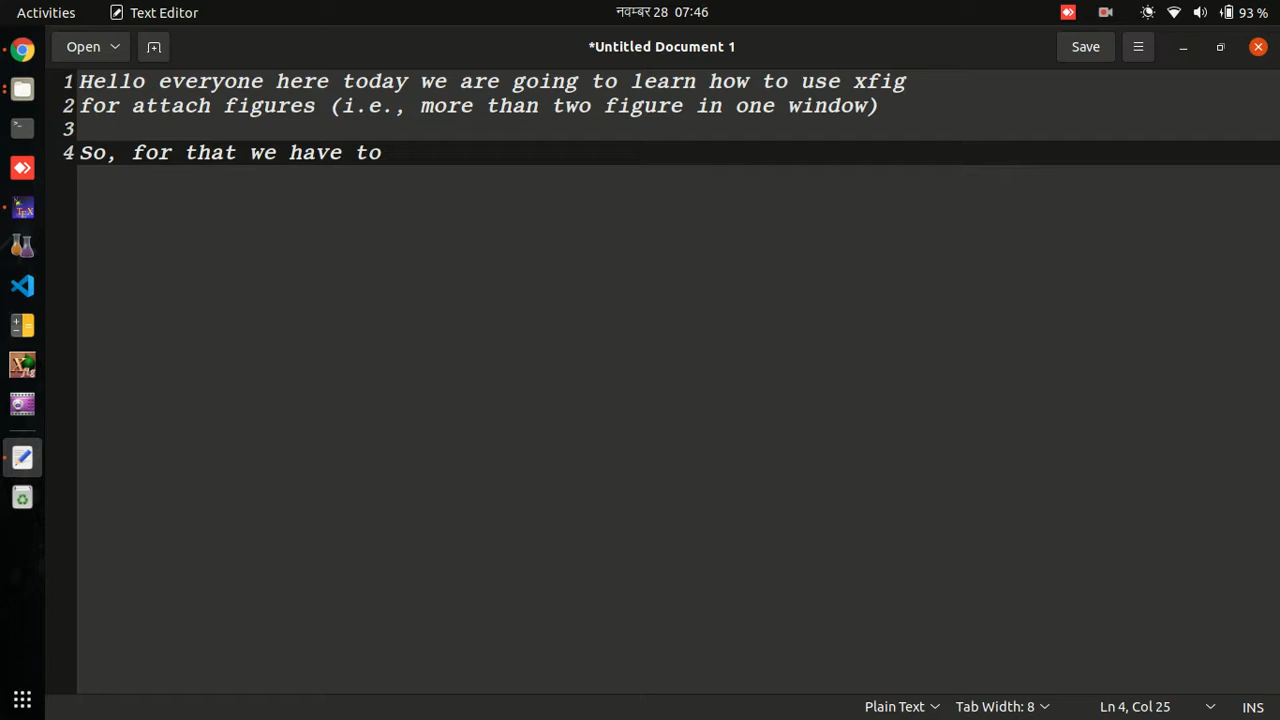 Activities Text Editor नवम्बर 28 07:46 93 %
Open *Untitled Document 1 Save
1 Hello everyone here today we are going to learn how to use xfig
2 for attach figures (i.e., more than two figure in one window)
3
4 So, for that we have to
Plain Text Tab Width: 8 Ln 4, Col 25 INS